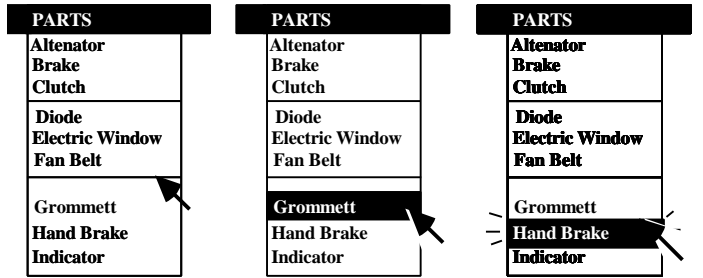 PARTS
Altenator
Brake
Clutch
Diode
Electric Window
Fan Belt
Grommett
Hand Brake
Indicator
PARTS
Altenator
Brake
Clutch
Diode
Electric Window
Fan Belt
Grommett
Hand Brake
Indicator
PARTS
Altenator
Brake
Clutch
Diode
Electric Window
Fan Belt
Grommett
Hand Brake
Indicator